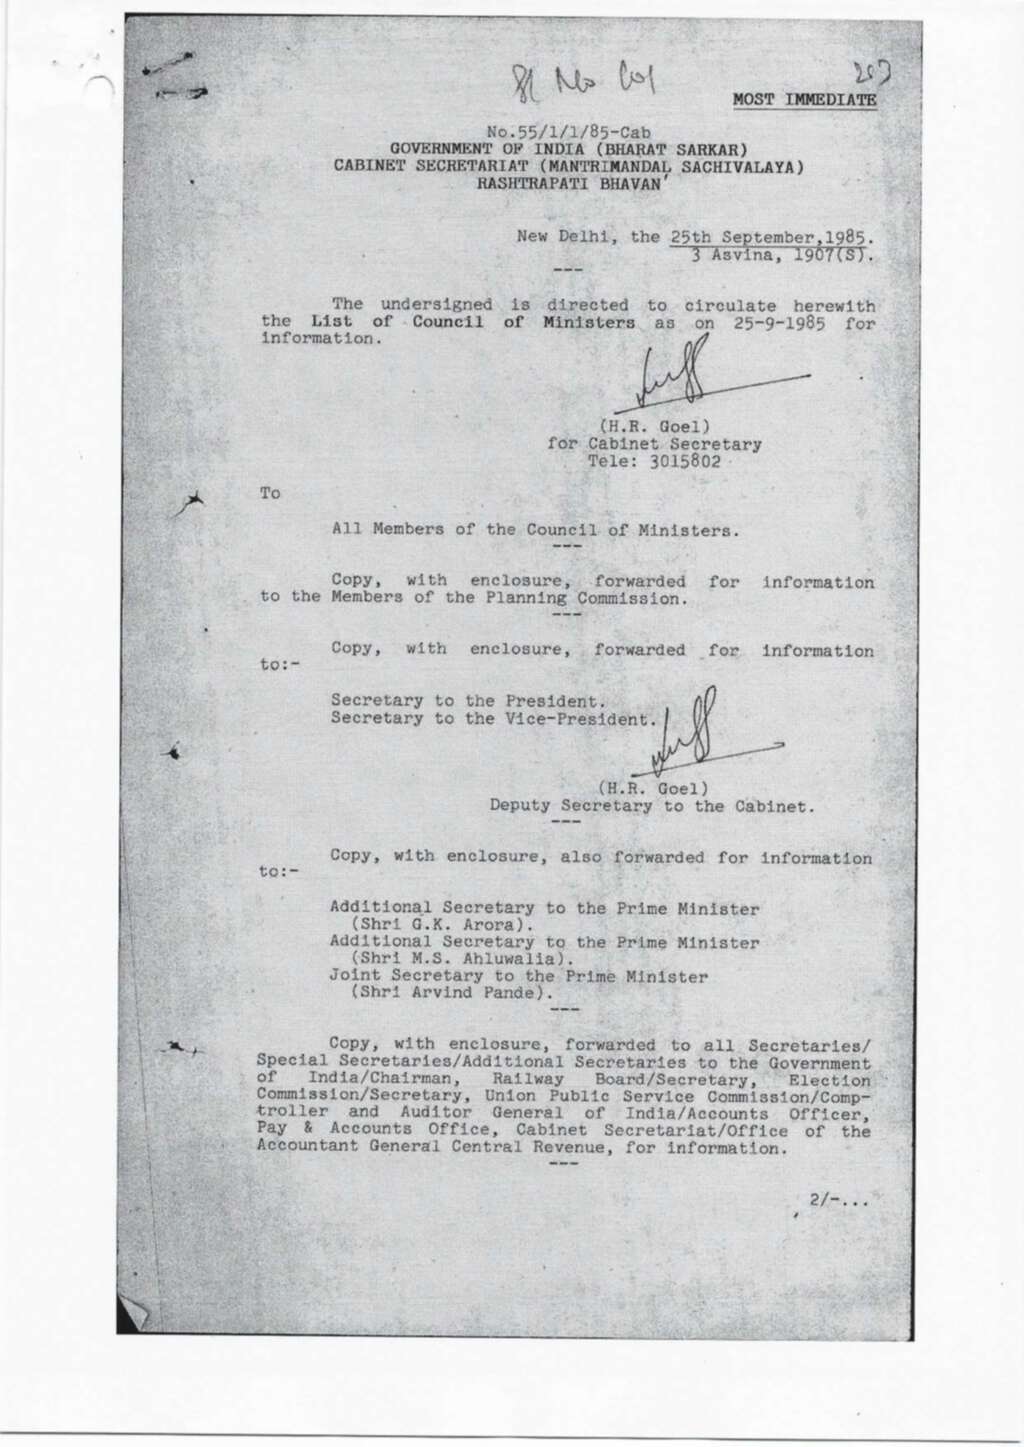 Sl No 601
203
MOST IMMEDIATE
No.55/1/1/85-Cab
GOVERNMENT OF INDIA (BHARAT SARKAR)
CABINET SECRETARIAT (MANTRIMANDAL SACHIVALAYA)
RASHTRAPATI BHAVAN
New Delhi, the 25th September,1985.
3 Asvina, 1907(S).
---
The undersigned is directed to circulate herewith
the List of Council of Ministers as on 25-9-1985 for
information.
(H.R. Goel)
for Cabinet Secretary
Tele: 3015802
To
All Members of the Council of Ministers.
---
Copy, with enclosure, forwarded for information
to the Members of the Planning Commission.
---
Copy, with enclosure, forwarded for information
to:-
Secretary to the President.
Secretary to the Vice-President.
(H.R. Goel)
Deputy Secretary to the Cabinet.
---
Copy, with enclosure, also forwarded for information
to:-
Additional Secretary to the Prime Minister
(Shri G.K. Arora).
Additional Secretary to the Prime Minister
(Shri M.S. Ahluwalia).
Joint Secretary to the Prime Minister
(Shri Arvind Pande).
---
Copy, with enclosure, forwarded to all Secretaries/
Special Secretaries/Additional Secretaries to the Government
of India/Chairman, Railway Board/Secretary, Election
Commission/Secretary, Union Public Service Commission/Comp-
troller and Auditor General of India/Accounts Officer,
Pay & Accounts Office, Cabinet Secretariat/Office of the
Accountant General Central Revenue, for information.
---
2/-...